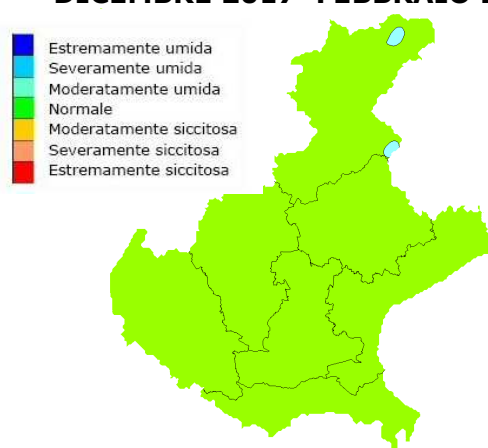 DICEMBRE 2017- FEBBRAIO
Estremamente umida
Severamente umida
Moderatamente umida
Normale
Moderatamente siccitosa
Severamente siccitosa
Estremamente siccitosa